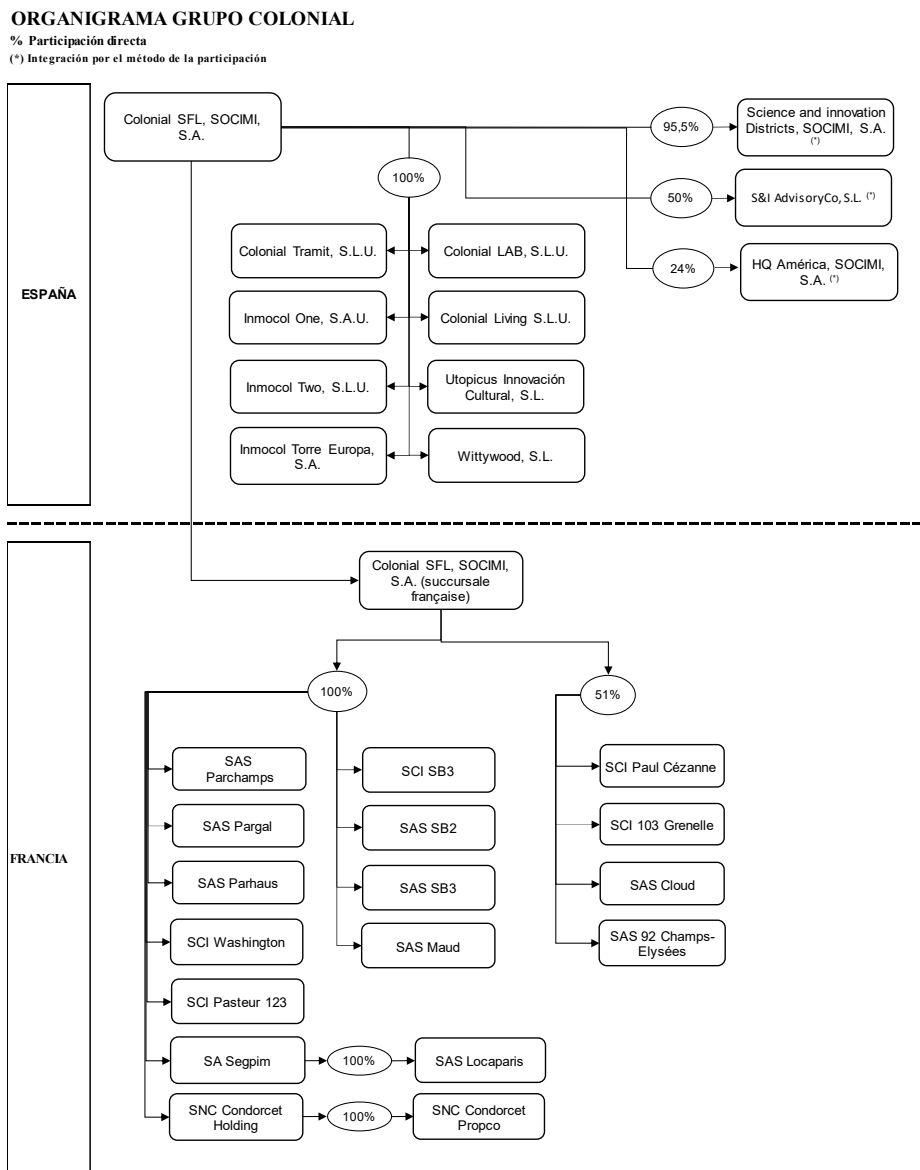 ORGANIGRAMA GRUPO COLONIAL
% Participación directa
(*) Integración por el método de la participación
ESPAÑA
Colonial SFL, SOCIMI,
S.A.
95,5%
Science and innovation
Districts, SOCIMI, S.A.
(*)
100%
50%
S&I AdvisoryCo, S.L. (*)
24%
HQ América, SOCIMI,
S.A. (*)
Colonial Tramit, S.L.U.
Colonial LAB, S.L.U.
Inmocol One, S.A.U.
Colonial Living S.L.U.
Inmocol Two, S.L.U.
Utopicus Innovación
Cultural, S.L.
Inmocol Torre Europa,
S.A.
Wittywood, S.L.
FRANCIA
Colonial SFL, SOCIMI,
S.A. (succursale
française)
100%
51%
SAS
Parchamps
SCI SB3
SCI Paul Cézanne
SAS Pargal
SAS SB2
SCI 103 Grenelle
SAS Parhaus
SAS SB3
SAS Cloud
SCI Washington
SAS Maud
SAS 92 Champs-
Elysées
SCI Pasteur 123
SA Segpim
100%
SAS Locaparis
SNC Condorcet
Holding
100%
SNC Condorcet
Propco